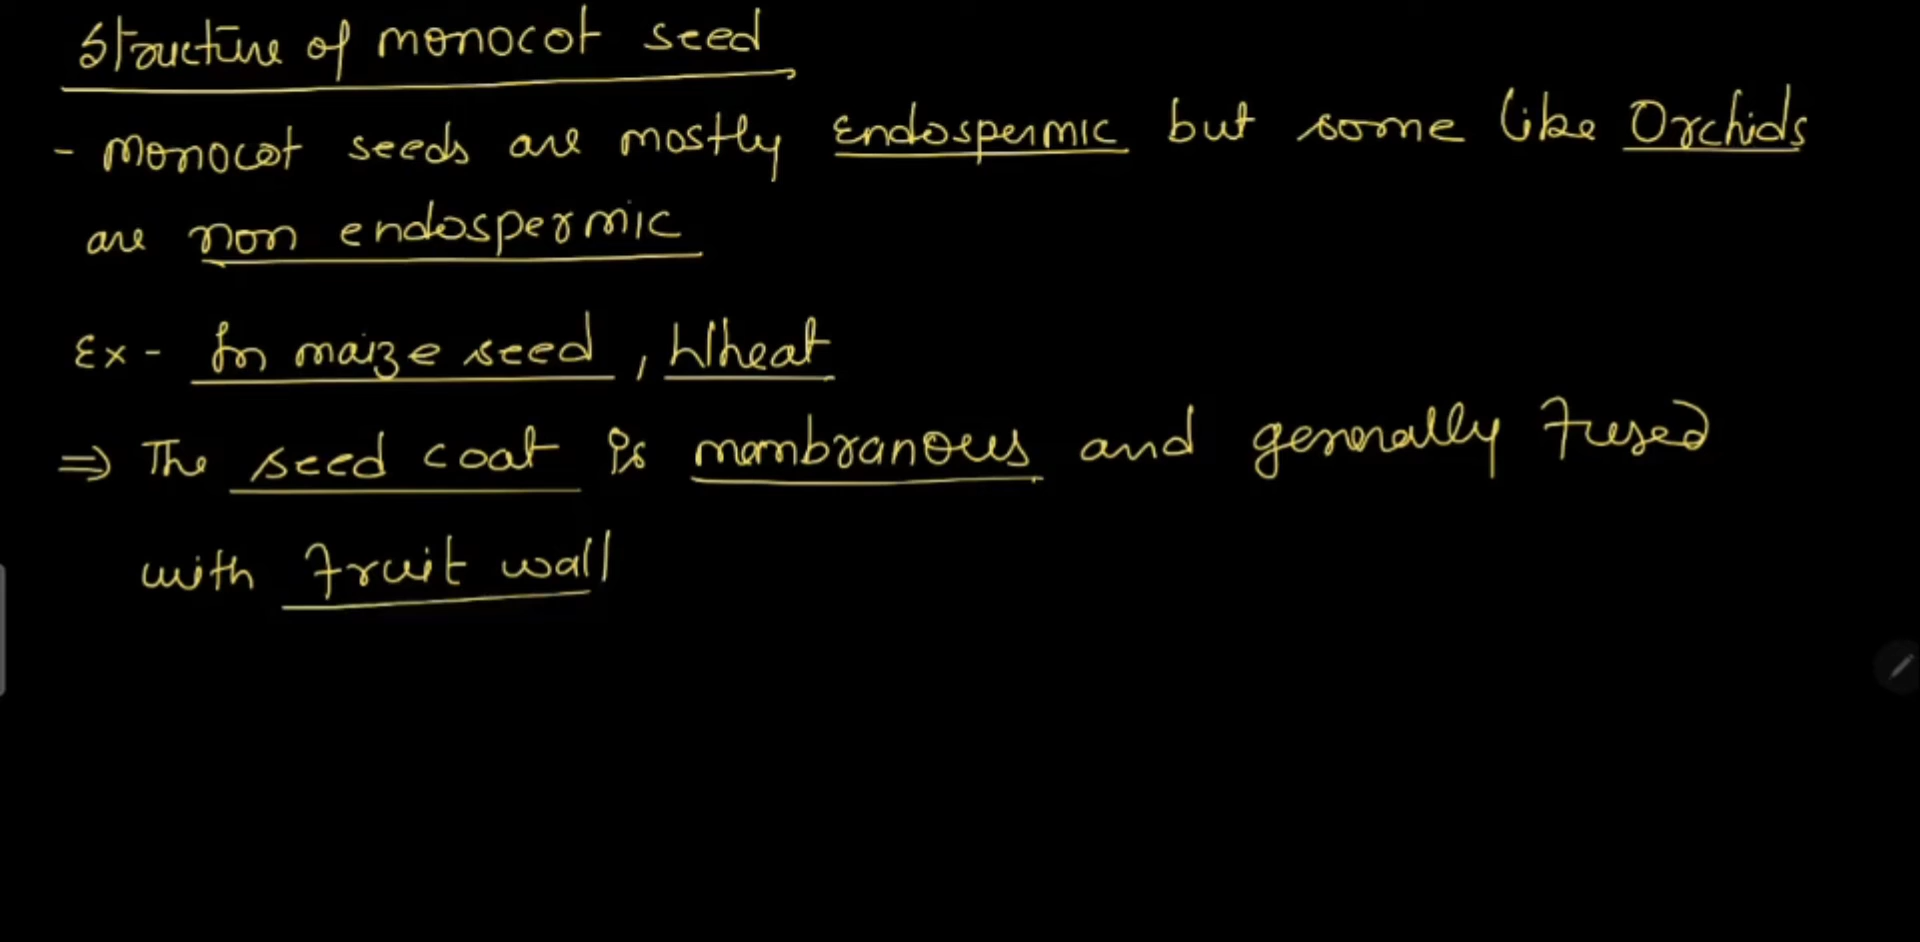 Structure of monocot seed
- Monocot seeds are mostly Endospermic but some like Orchids
are non endospermic
Ex - In maize seed, Wheat
⇒ The seed coat is membranous and generally fused
with fruit wall